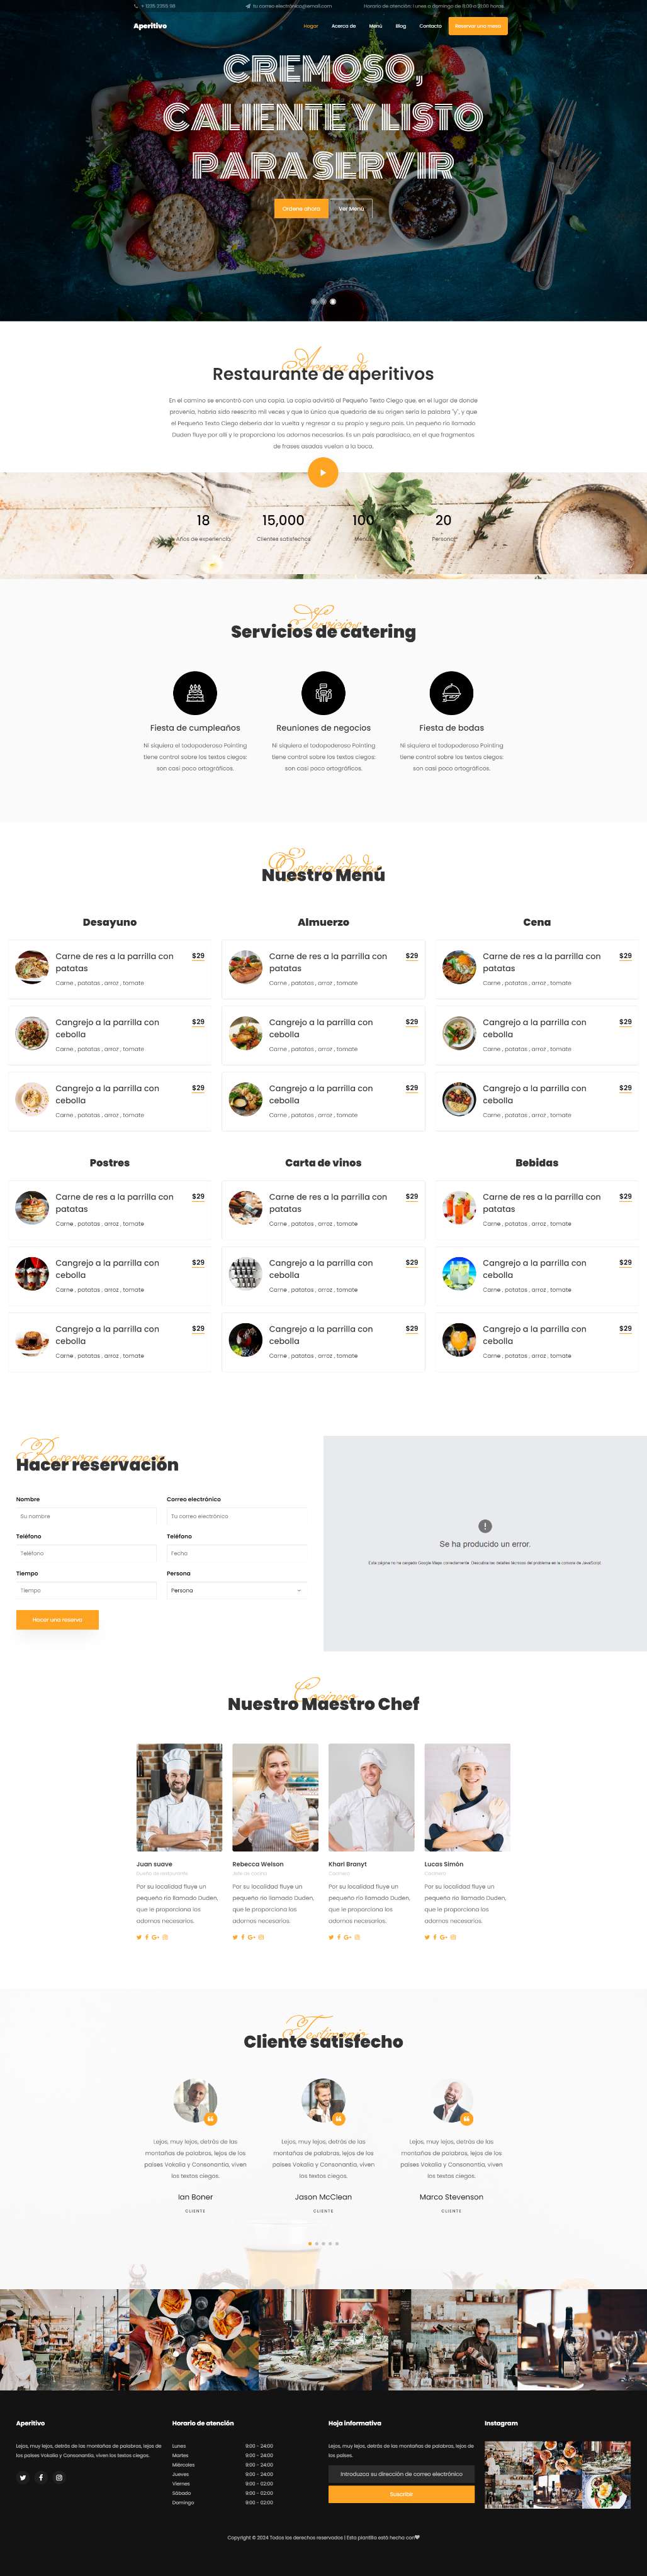 + 1235 2355 98
tu correo electrónico@email.com
Horario de atención: Lunes a domingo de 8.00 a 21.00 horas
Aperitivo
Hogar
Acerca de
Menú
Blog
Contacto
Reservar una mesa
CREMOSO,
CALIENTE Y LISTO
PARA SERVIR
Ordene ahora
Ver Menú
Acerca de
Restaurante de aperitivos
En el camino se encontró con una copia. La copia advirtió al Pequeño Texto Ciego que, en el lugar de donde
provenía, habría sido reescrita mil veces y que lo único que quedaría de su origen sería la palabra "y", y que
el Pequeño Texto Ciego debería dar la vuelta y regresar a su propio y seguro país. Un pequeño río llamado
Duden fluye por allí y le proporciona los adornos necesarios. Es un país paradisíaco, en el que fragmentos
de frases asadas vuelan a la boca.
18
15,000
100
20
Años de experiencia
Clientes satisfechos
Persona
Servicios de catering
Fiesta de cumpleaños
Reuniones de negocios
Fiesta de bodas
Ni siquiera el todopoderoso Pointing
tiene control sobre los textos ciegos:
son casi poco ortográficos.
Ni siquiera el todopoderoso Pointing
tiene control sobre los textos ciegos:
son casi poco ortográficos.
Ni siquiera el todopoderoso Pointing
tiene control sobre los textos ciegos:
son casi poco ortográficos.
Especialidades
Nuestro Menú
Desayuno
Carne de res a la parrilla con
patatas
$29
Carne , patatas , arroz , tomate
Cangrejo a la parrilla con
cebolla
$29
Carne , patatas , arroz , tomate
Cangrejo a la parrilla con
cebolla
$29
Carne , patatas , arroz , tomate
Almuerzo
Carne de res a la parrilla con
patatas
$29
Carne , patatas , arroz , tomate
Cangrejo a la parrilla con
cebolla
$29
Carne , patatas , arroz , tomate
Cangrejo a la parrilla con
cebolla
$29
Carne , patatas , arroz , tomate
Cena
Carne de res a la parrilla con
patatas
$29
Carne , patatas , arroz , tomate
Cangrejo a la parrilla con
cebolla
$29
Carne , patatas , arroz , tomate
Cangrejo a la parrilla con
cebolla
$29
Carne , patatas , arroz , tomate
Postres
Carne de res a la parrilla con
patatas
$29
Carne , patatas , arroz , tomate
Cangrejo a la parrilla con
cebolla
$29
Carne , patatas , arroz , tomate
Cangrejo a la parrilla con
cebolla
$29
Carne , patatas , arroz , tomate
Carta de vinos
Carne de res a la parrilla con
patatas
$29
Carne , patatas , arroz , tomate
Cangrejo a la parrilla con
cebolla
$29
Carne , patatas , arroz , tomate
Cangrejo a la parrilla con
cebolla
$29
Carne , patatas , arroz , tomate
Bebidas
Carne de res a la parrilla con
patatas
$29
Carne , patatas , arroz , tomate
Cangrejo a la parrilla con
cebolla
$29
Carne , patatas , arroz , tomate
Cangrejo a la parrilla con
cebolla
$29
Carne , patatas , arroz , tomate
Reservar una mesa
Hacer reservación
Nombre
Correo electrónico
Su nombre
Tu correo electrónico
Teléfono
Teléfono
Teléfono
Fecha
Tiempo
Persona
Tiempo
Persona
Hacer una reserva
Se ha producido un error.
Esta página no ha cargado Google Maps correctamente. Descubre los detalles técnicos del problema en la consola de JavaScript.
Cocinero
Nuestro Maestro Chef
Juan suave
Rebecca Welson
Kharl Branyt
Lucas Simón
Por su localidad fluye un
pequeño río llamado Duden,
que le proporciona los
adornos necesarios.
Por su localidad fluye un
pequeño río llamado Duden,
que le proporciona los
adornos necesarios.
Por su localidad fluye un
pequeño río llamado Duden,
que le proporciona los
adornos necesarios.
Por su localidad fluye un
pequeño río llamado Duden,
que le proporciona los
adornos necesarios.
Testimonio
Cliente satisfecho
Lejos, muy lejos, detrás de las
montañas de palabras, lejos de los
países Vokalia y Consonantia, viven
los textos ciegos.
Ian Boner
CLIENTE
Lejos, muy lejos, detrás de las
montañas de palabras, lejos de los
países Vokalia y Consonantia, viven
los textos ciegos.
Jason McClean
CLIENTE
Lejos, muy lejos, detrás de las
montañas de palabras, lejos de los
países Vokalia y Consonantia, viven
los textos ciegos.
Marco Stevenson
CLIENTE
Aperitivo
Lejos, muy lejos, detrás de las montañas de palabras, lejos de
los países Vokalia y Consonantia, viven los textos ciegos.
Horario de atención
Lunes 9:00 - 24:00
Martes 9:00 - 24:00
Miércoles 9:00 - 24:00
Jueves 9:00 - 24:00
Viernes 9:00 - 02:00
Sábado 9:00 - 02:00
Domingo 9:00 - 02:00
Hoja informativa
Lejos, muy lejos, detrás de las montañas de palabras, lejos de
los países.
Introduzca su dirección de correo electrónico
Suscribir
Instagram
Copyright © 2024 Todos los derechos reservados | Esta plantilla está hecha con